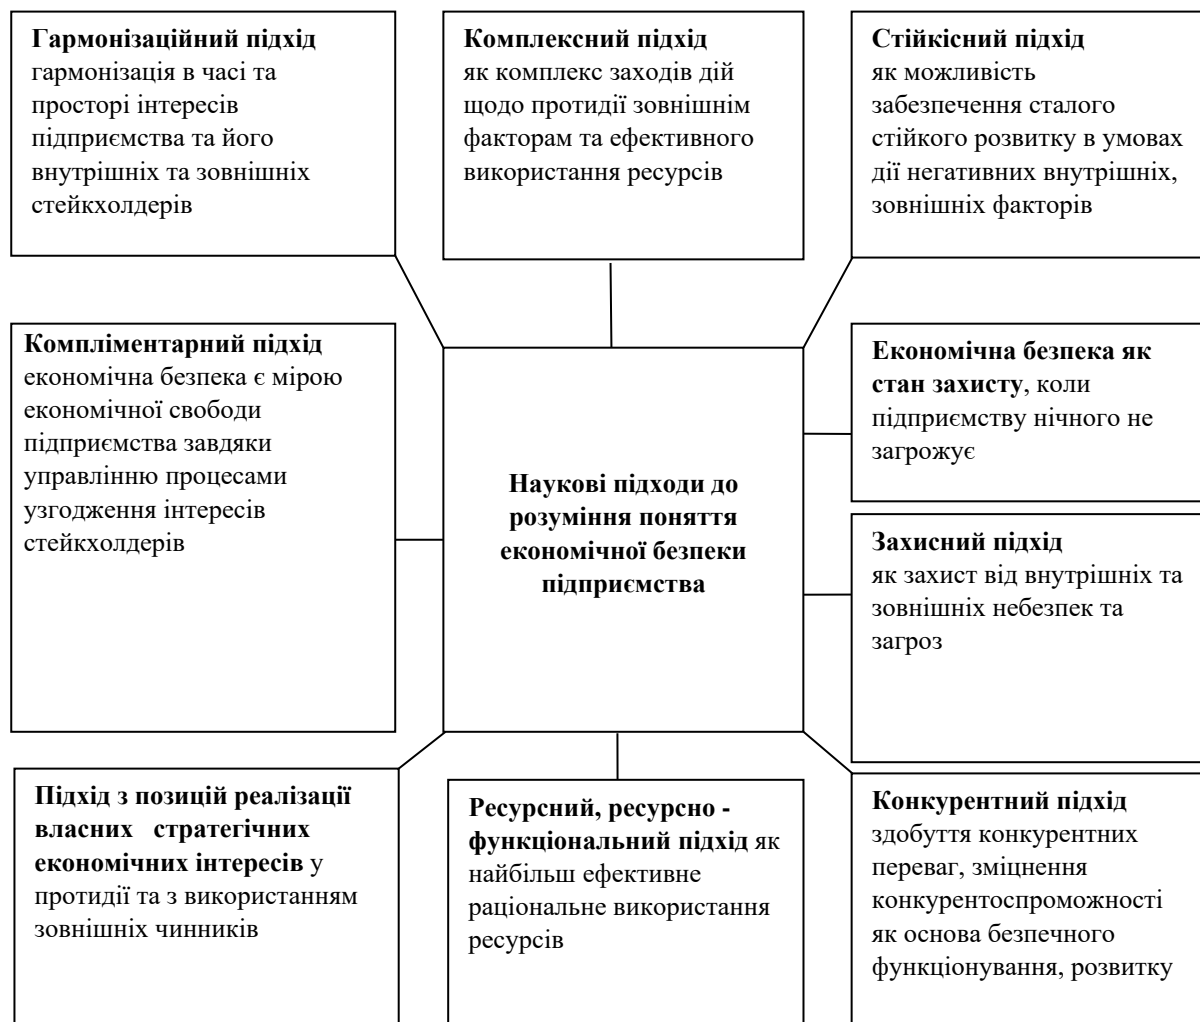 Гармонізаційний підхід
гармонізація в часі та
просторі інтересів
підприємства та його
внутрішніх та зовнішніх
стейкхолдерів
Комплексний підхід
як комплекс заходів дій
щодо протидії зовнішнім
факторам та ефективного
використання ресурсів
Стійкісний підхід
як можливість
забезпечення сталого
стійкого розвитку в умовах
дії негативних внутрішніх,
зовнішніх факторів
Компліментарний підхід
економічна безпека є мірою
економічної свободи
підприємства завдяки
управлінню процесами
узгодження інтересів
стейкхолдерів
Наукові підходи до
розуміння поняття
економічної безпеки
підприємства
Економічна безпека як
стан захисту, коли
підприємству нічного не
загрожує
Захисний підхід
як захист від внутрішніх та
зовнішніх небезпек та
загроз
Підхід з позицій реалізації
власних стратегічних
економічних інтересів у
протидії та з використанням
зовнішніх чинників
Ресурсний, ресурсно -
функціональний підхід як
найбільш ефективне
раціональне використання
ресурсів
Конкурентний підхід
здобуття конкурентних
переваг, зміцнення
конкурентоспроможності
як основа безпечного
функціонування, розвитку